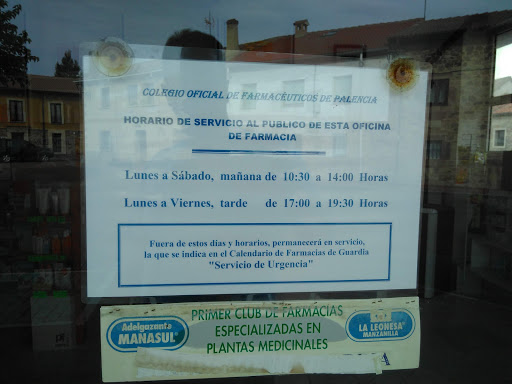 COLEGIO OFICIAL DE FARMACEUTICOS DE PALENCIA
HORARIO DE SERVICIO AL PUBLICO DE ESTA OFICINA
DE FARMACIA
Lunes a Sábado, mañana de 10:30 a 14:00 Horas
Lunes a Viernes, tarde de 17:00 a 19:30 Horas
Fuera de estos días y horarios, permanecerá en servicio,
la que se indica en el Calendario de Farmacias de Guardia
"Servicio de Urgencia"
PRIMER CLUB DE FARMACIAS
ESPECIALIZADAS EN
PLANTAS MEDICINALES
Adelgazante
MAÑASUL®
LA LEONESA®
MANZANILLA